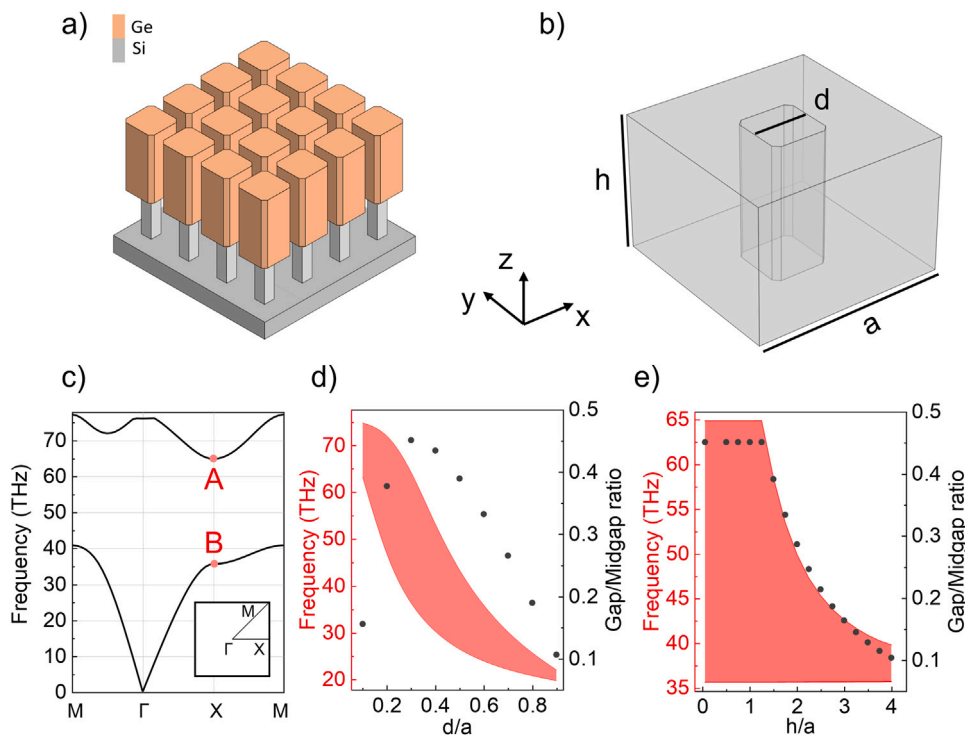 a)
Ge
Si
b)
d
h
a
z
y
x
c)
Frequency (THz)
70
60
50
40
30
20
10
0
A
B
M
Γ
X
M
Γ
X
M
d)
Frequency (THz)
70
60
50
40
30
20
0.2
0.4
0.6
0.8
d/a
0.5
0.4
0.3
0.2
0.1
Gap/Midgap ratio
e)
Frequency (THz)
65
60
55
50
45
40
35
0
1
2
3
4
h/a
0.5
0.4
0.3
0.2
0.1
Gap/Midgap ratio